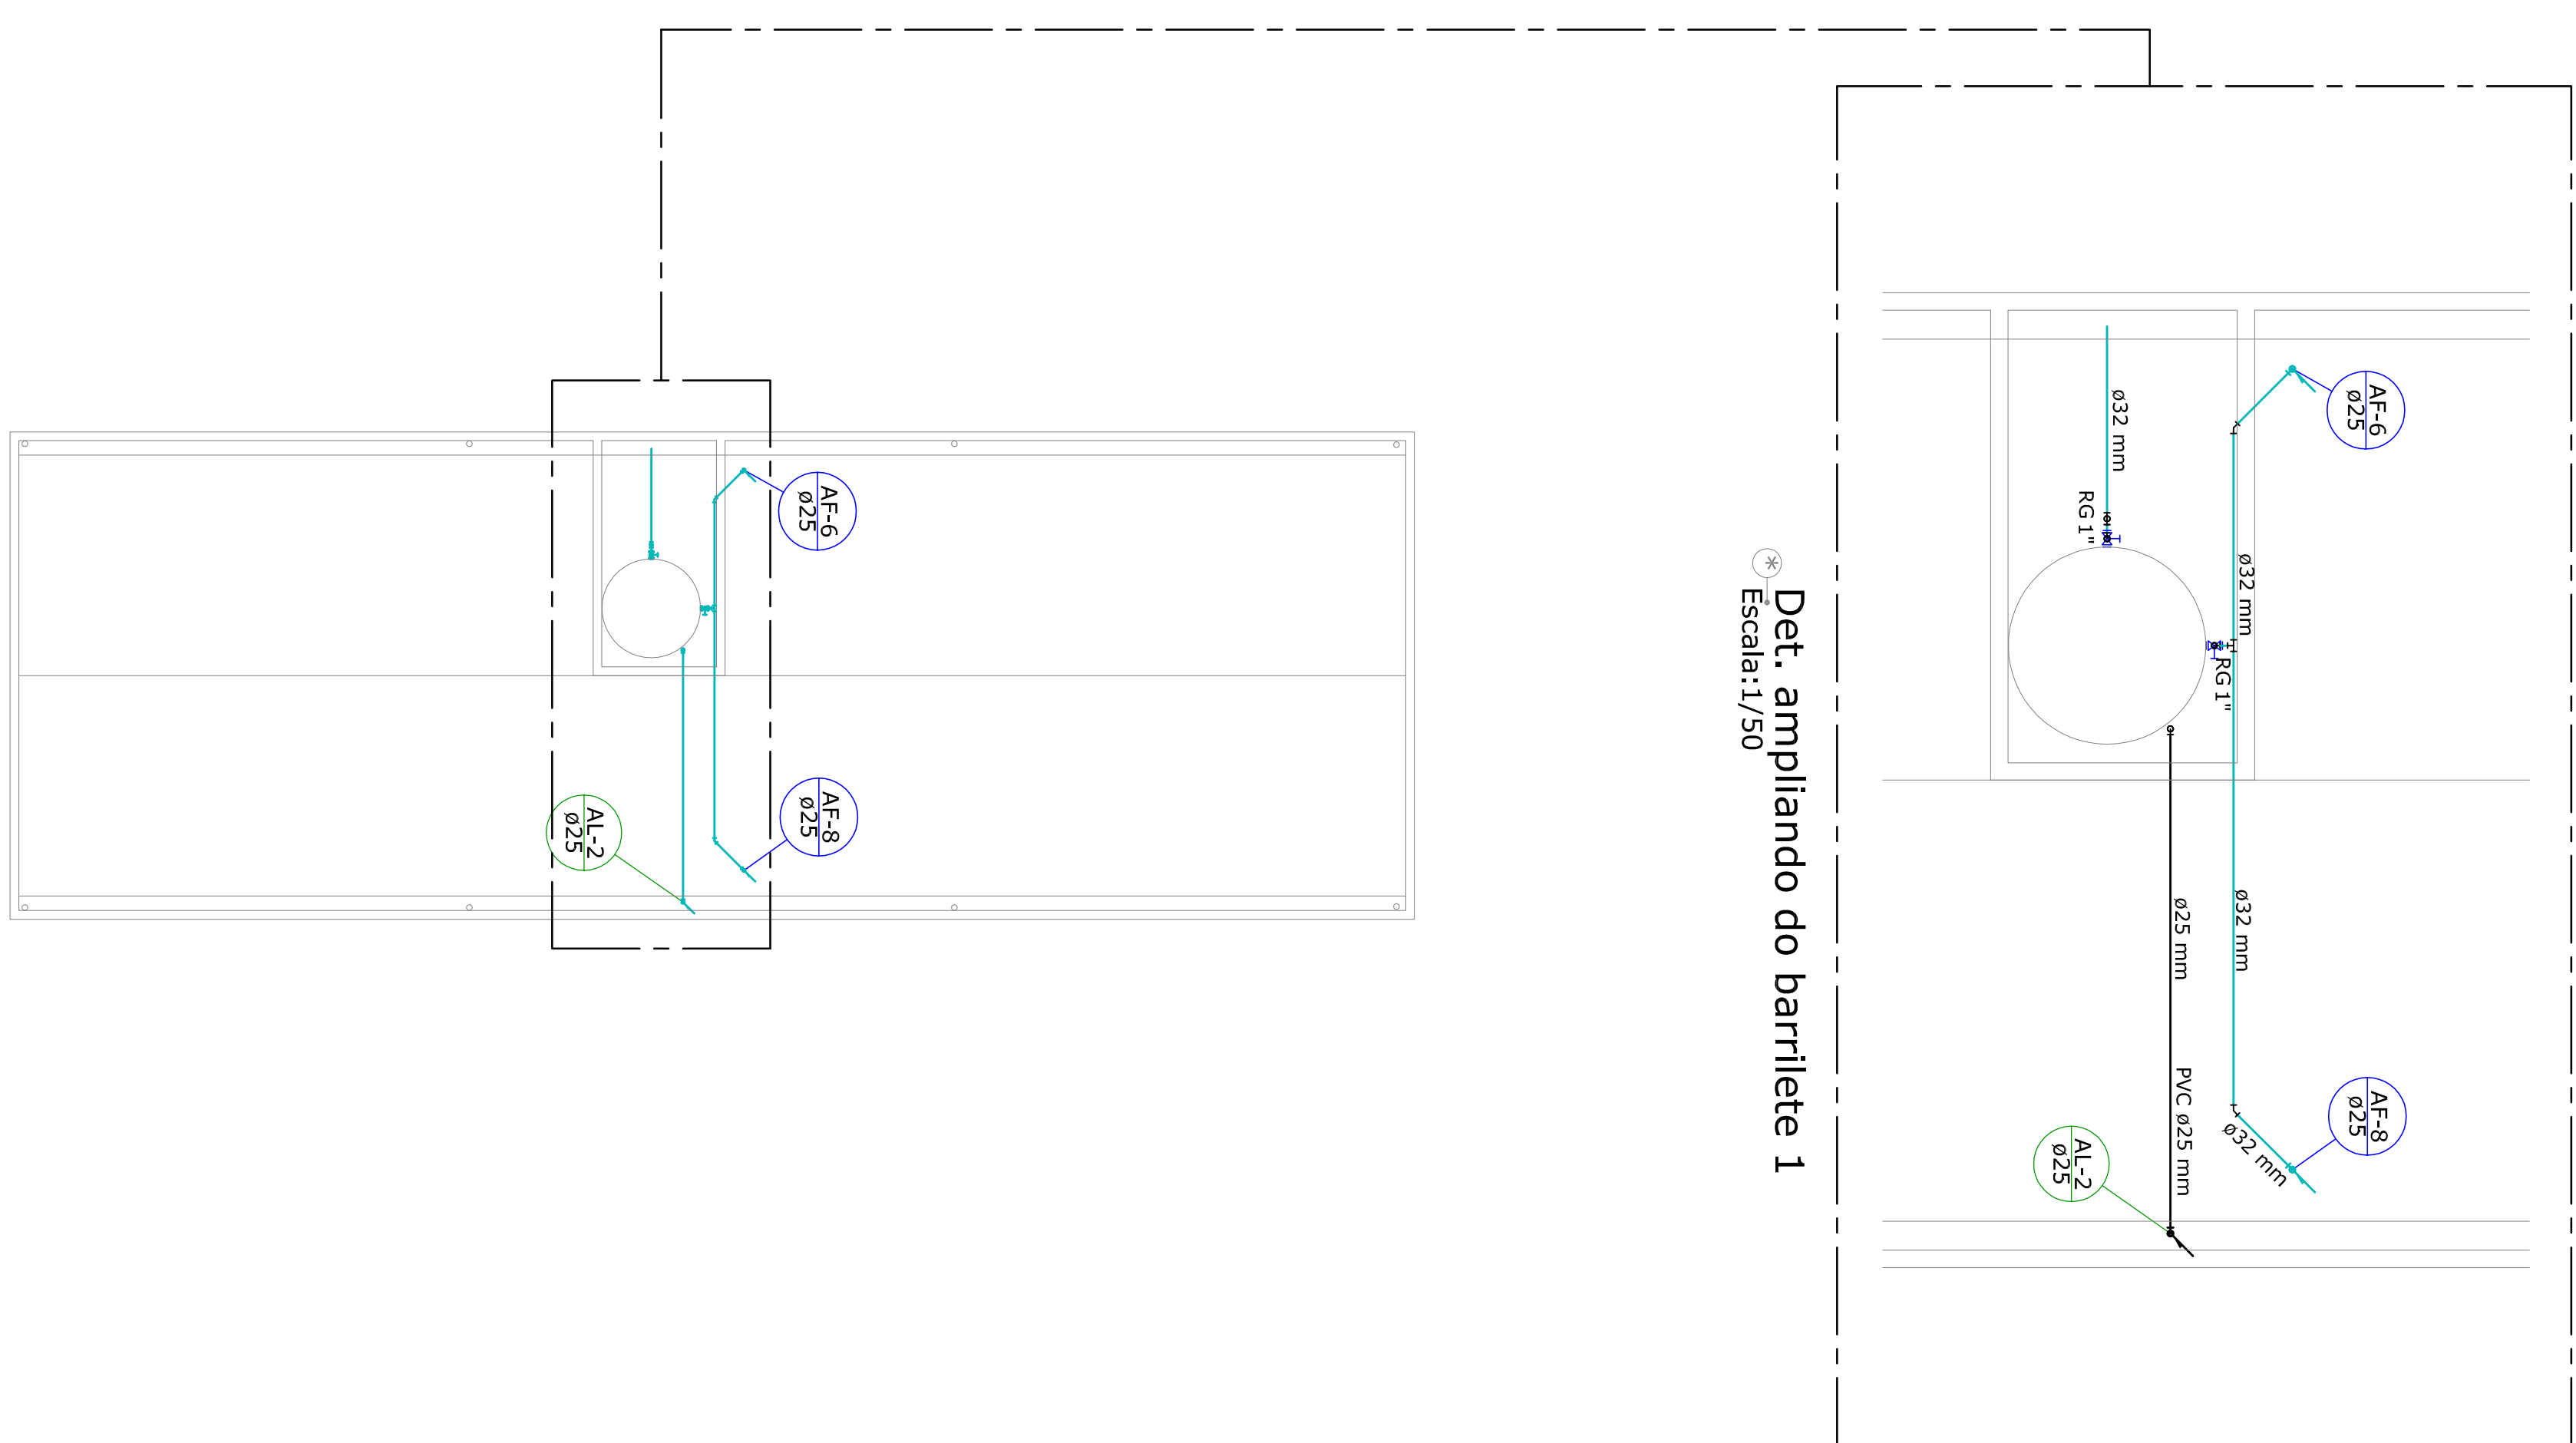 AF-6
ø25
AF-8
ø25
AL-2
ø25
*
Det. ampliando do barrilete 1
Escala:1/50
AF-6
ø25
ø32 mm
RG 1"
ø32 mm
RG 1"
ø32 mm
ø25 mm
PVC ø25 mm
ø32 mm
AF-8
ø25
AL-2
ø25